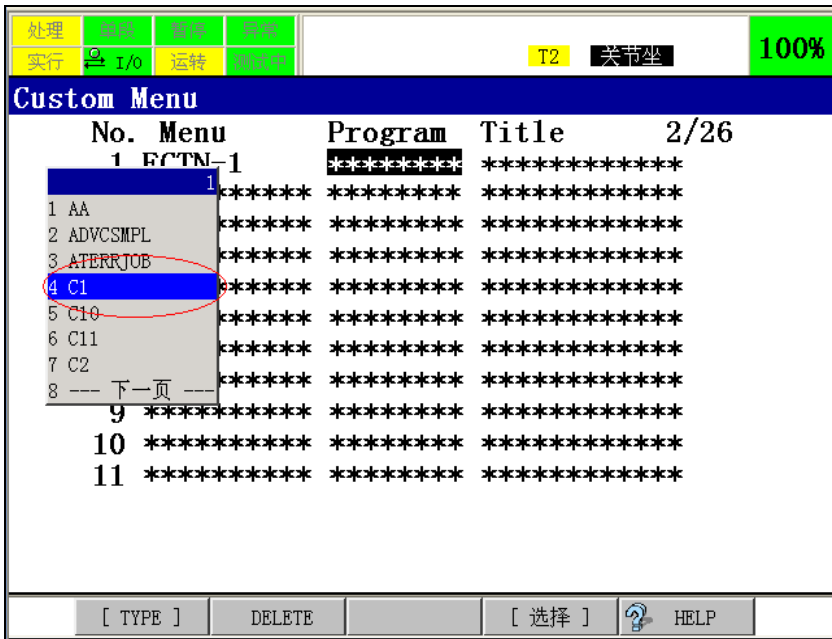 处理 单段 暂停 异常
实行 I/O 运转 测试中
T2 关节坐
100%
Custom Menu
No. Menu Program Title 2/26
1 ECTN-1 ******** ************
1
****** ******** ************
1 AA
****** ******** ************
2 ADVCSMPL
****** ******** ************
3 ATERRJOB
****** ******** ************
4 C1
****** ******** ************
5 C10
****** ******** ************
6 C11
****** ******** ************
7 C2
8 --- 下一页 ---
9 ********** ******** ************
10 ********** ******** ************
11 ********** ******** ************
[ TYPE ] DELETE [ 选择 ] HELP